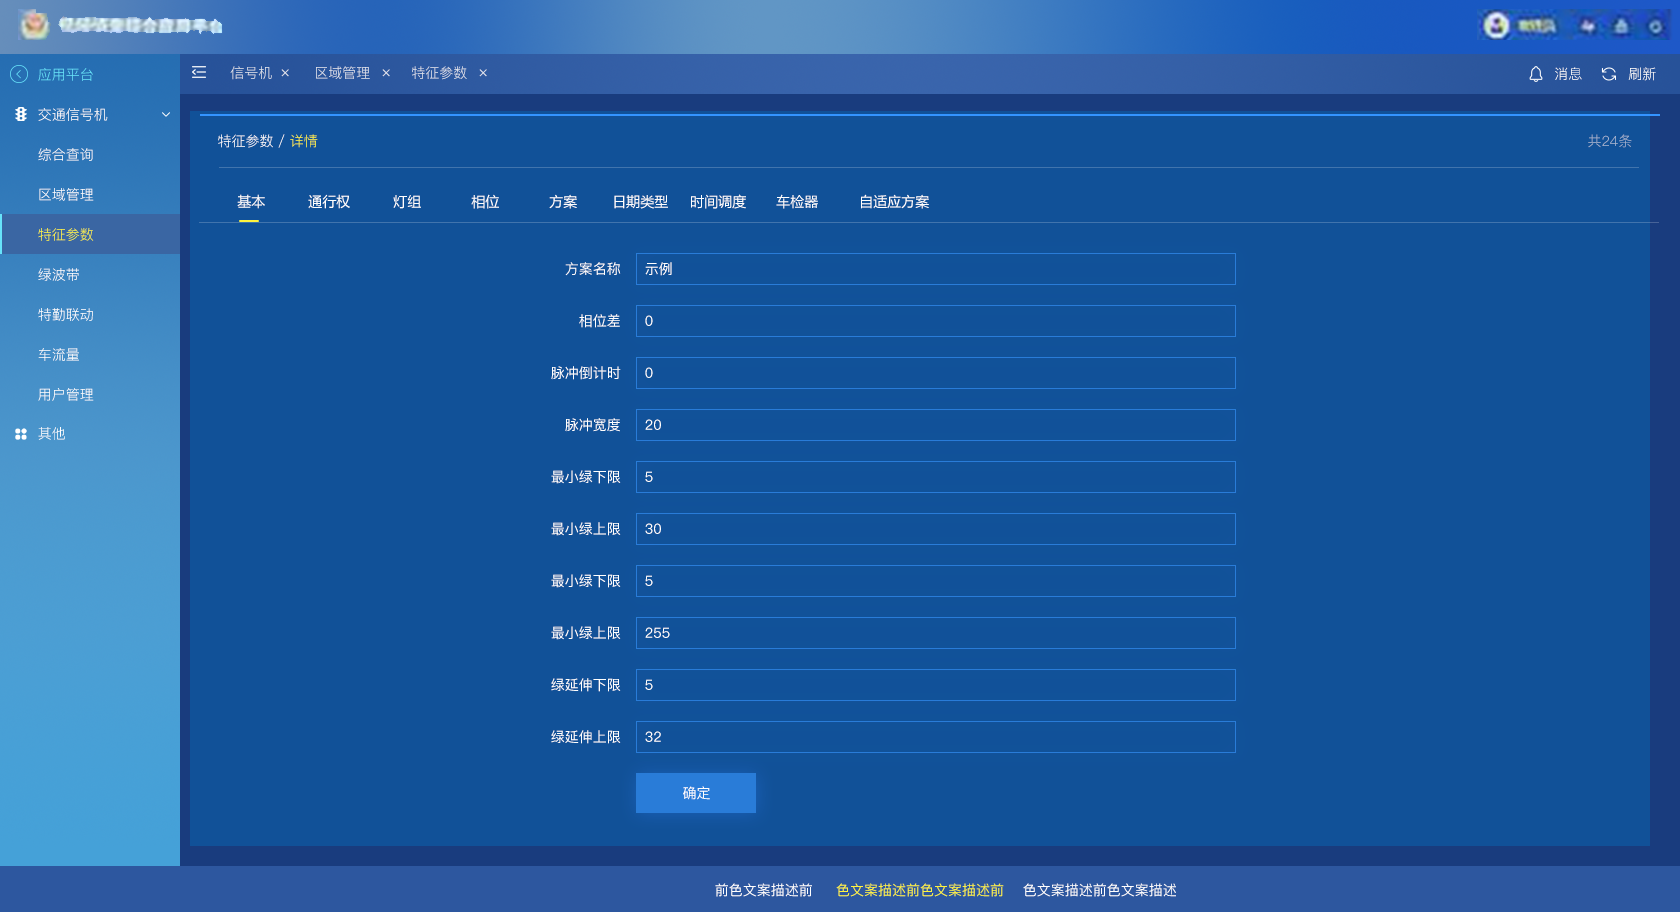 应用平台
信号机 × 区域管理 × 特征参数 ×
消息 刷新
交通信号机
综合查询
区域管理
特征参数
绿波带
特勤联动
车流量
用户管理
其他
特征参数 / 详情
共24条
基本 通行权 灯组 相位 方案 日期类型 时间调度 车检器 自适应方案
方案名称 示例
相位差 0
脉冲倒计时 0
脉冲宽度 20
最小绿下限 5
最小绿上限 30
最小绿下限 5
最小绿上限 255
绿延伸下限 5
绿延伸上限 32
确定
前色文案描述前 色文案描述前色文案描述前 色文案描述前色文案描述